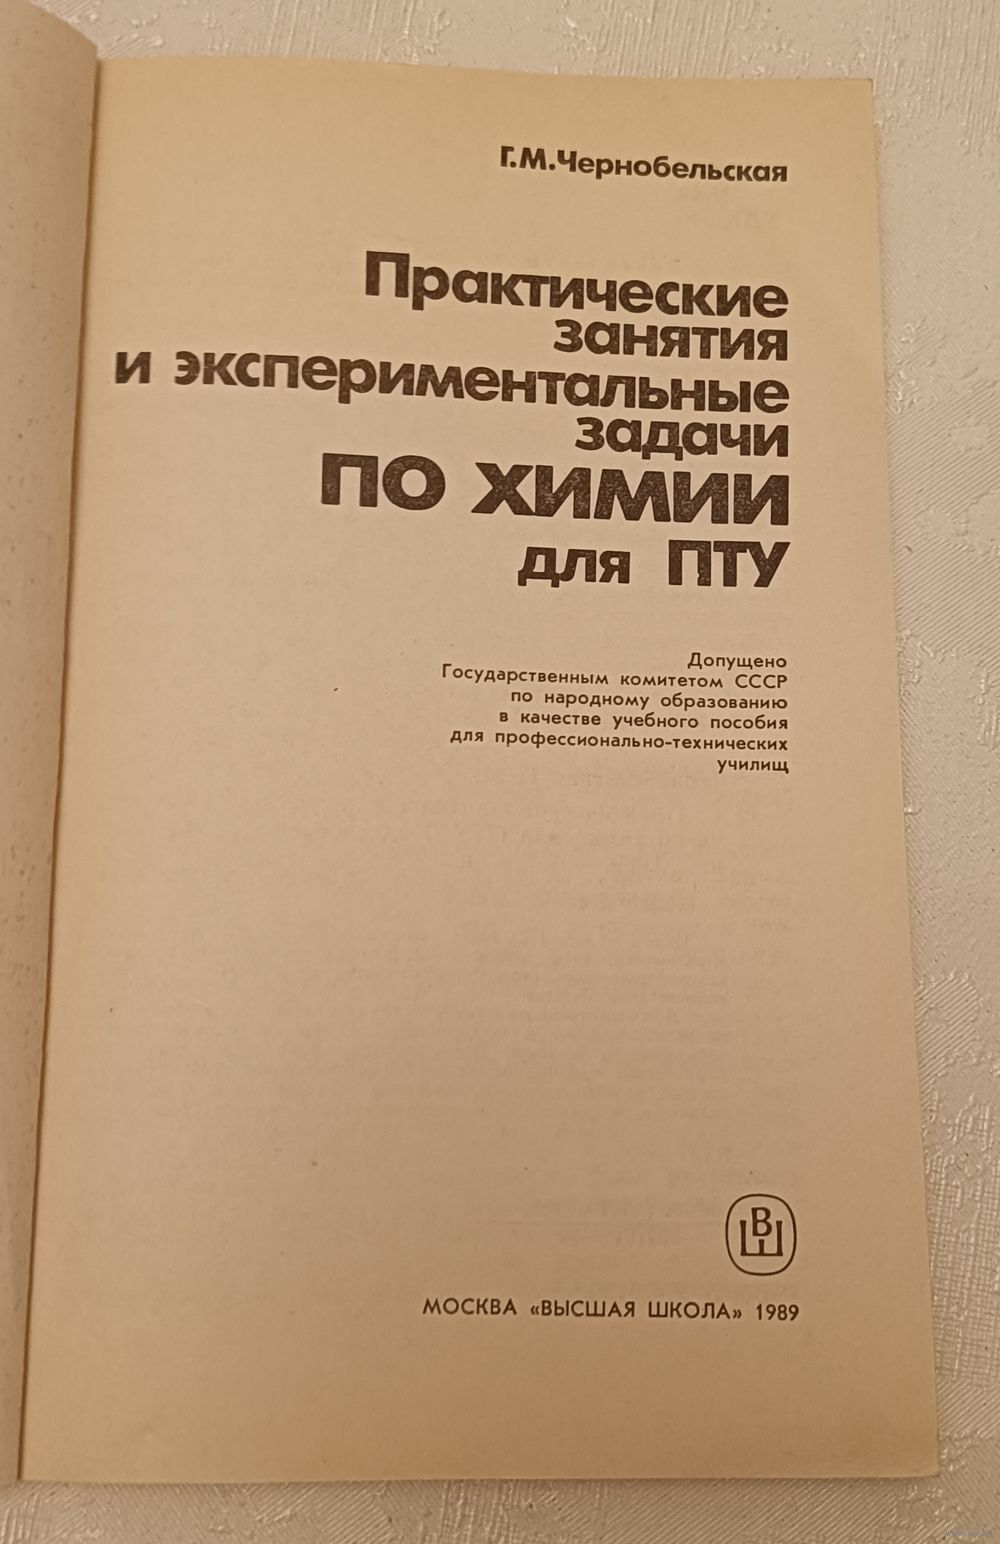 Г.М.Чернобельская
Практические
занятия
и экспериментальные
задачи
ПО ХИМИИ
для ПТУ
Допущено
Государственным комитетом СССР
по народному образованию
в качестве учебного пособия
для профессионально-технических
училищ
ВШ
МОСКВА «ВЫСШАЯ ШКОЛА» 1989